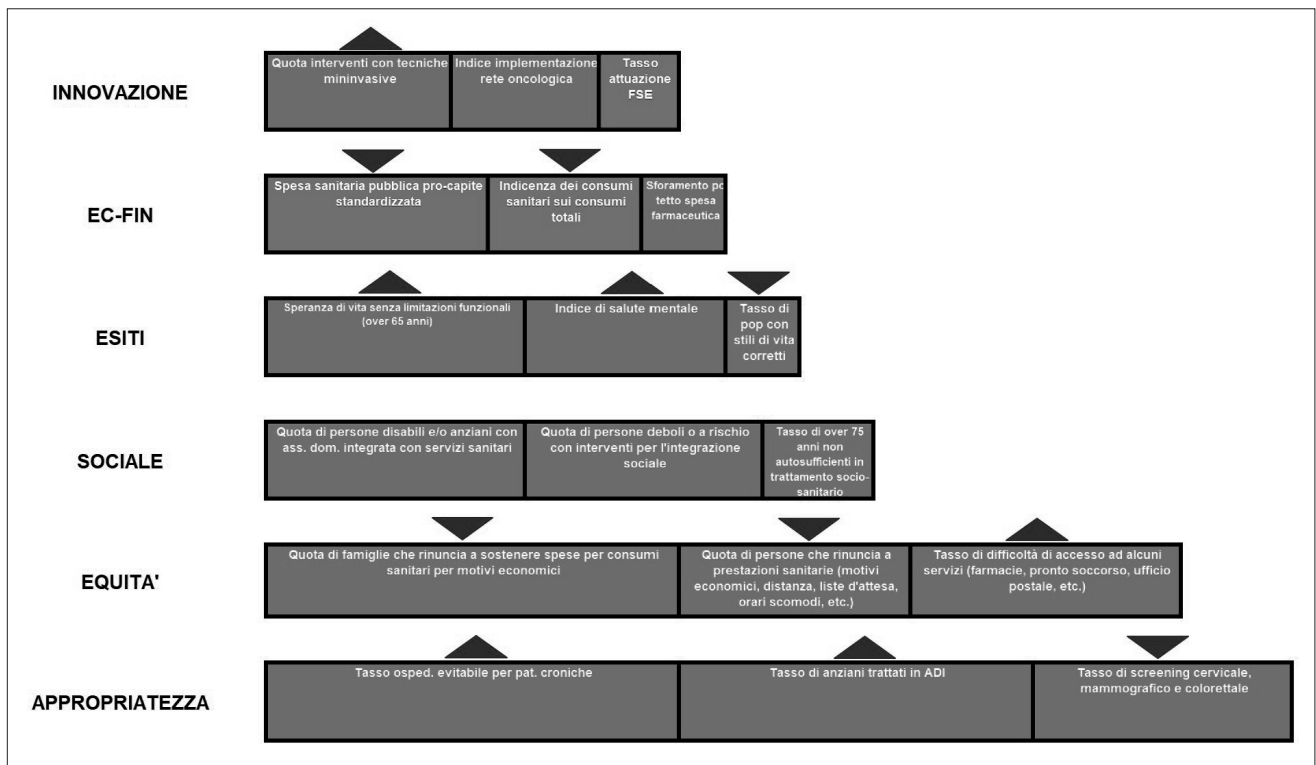 INNOVAZIONE
Quota interventi con tecniche
mininvasive
Indice implementazione
rete oncologica
Tasso
attuazione
FSE
EC-FIN
Spesa sanitaria pubblica pro-capite
standardizzata
Indicenza dei consumi
sanitari sui consumi
totali
Sforamento pc
tetto spesa
farmaceutica
ESITI
Speranza di vita senza limitazioni funzionali
(over 65 anni)
Indice di salute mentale
Tasso di
pop con
stili di vita
corretti
SOCIALE
Quota di persone disabili e/o anziani con
ass. dom. integrata con servizi sanitari
Quota di persone deboli o a rischio
con interventi per l'integrazione
sociale
Tasso di over 75
anni non
autosufficienti in
trattamento socio-
sanitario
EQUITA'
Quota di famiglie che rinuncia a sostenere spese per consumi
sanitari per motivi economici
Quota di persone che rinuncia a
prestazioni sanitarie (motivi
economici, distanza, liste d'attesa,
orari scomodi, etc.)
Tasso di difficoltà di accesso ad alcuni
servizi (farmacie, pronto soccorso, ufficio
postale, etc.)
APPROPRIATEZZA
Tasso osped. evitabile per pat. croniche
Tasso di anziani trattati in ADI
Tasso di screening cervicale,
mammografico e colorettale